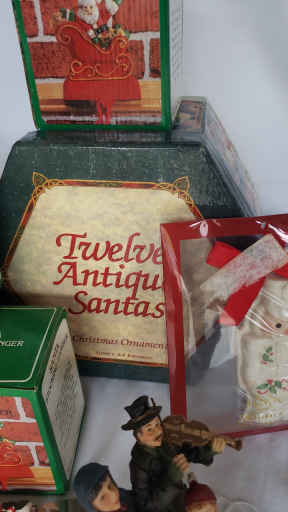 Twelve
Antique
Santas
Christmas Ornament
NGER